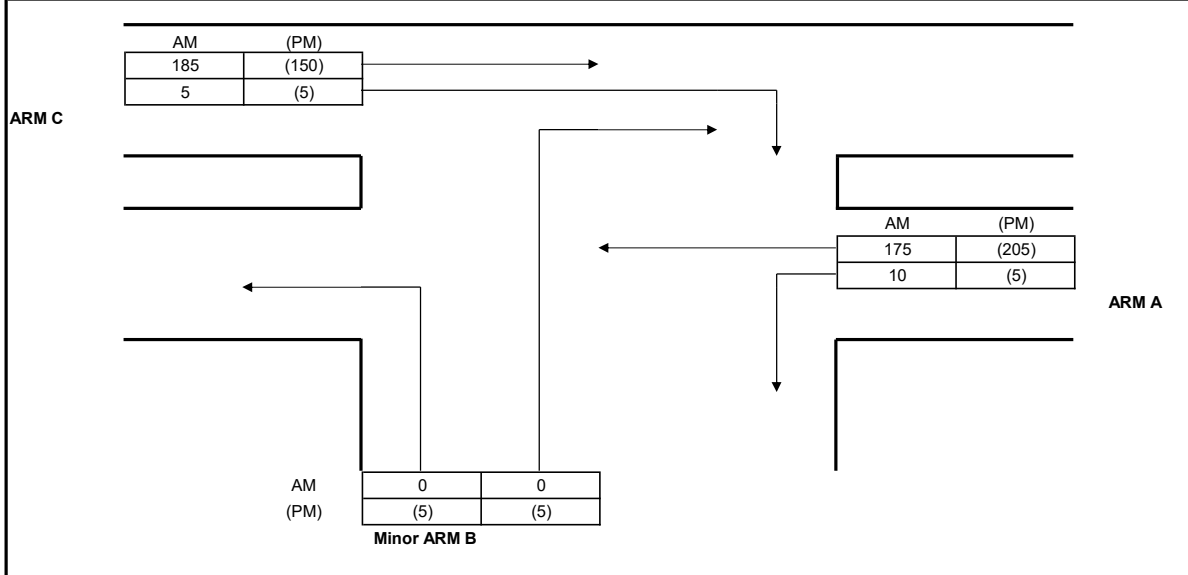 AM (PM)
185 (150)
5 (5)
ARM C
AM (PM)
175 (205)
10 (5)
ARM A
AM 0 0
(PM) (5) (5)
Minor ARM B